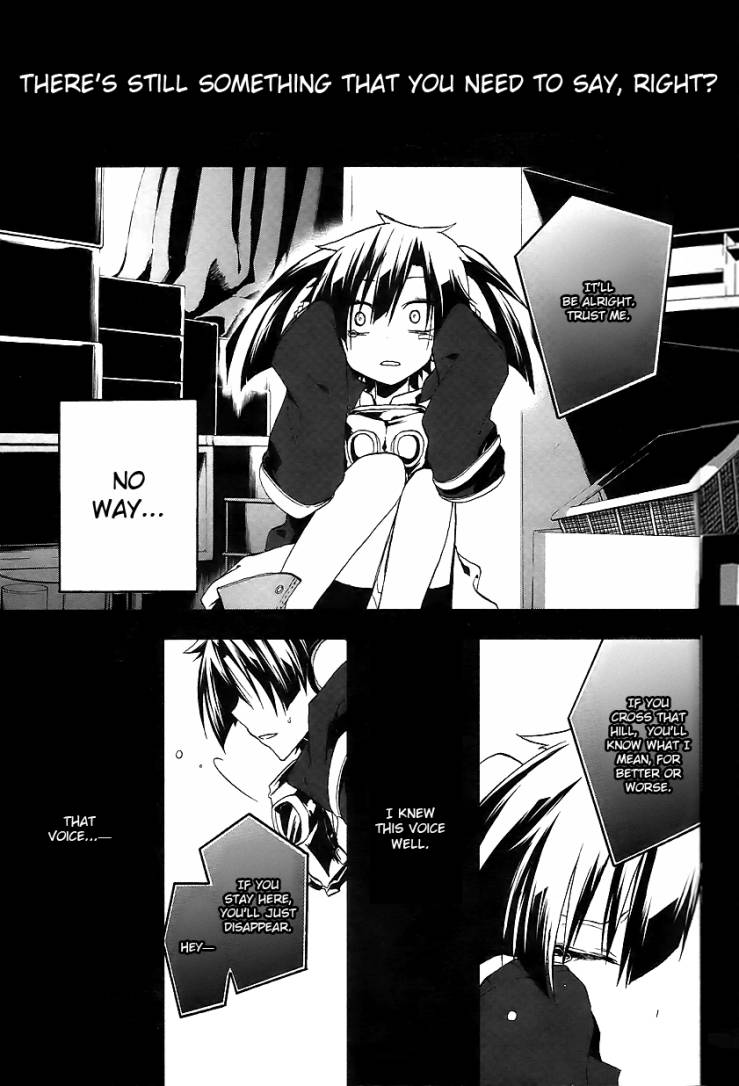 THERE'S STILL SOMETHING THAT YOU NEED TO SAY, RIGHT?
IT'LL
BE ALRIGHT.
TRUST ME.
NO
WAY...
IF YOU
CROSS THAT
HILL, YOU'LL
KNOW WHAT I
MEAN, FOR
BETTER OR
WORSE.
I KNEW
THIS VOICE
WELL.
IF YOU
STAY HERE,
YOU'LL JUST
DISAPPEAR.
HEY—
THAT
VOICE...—